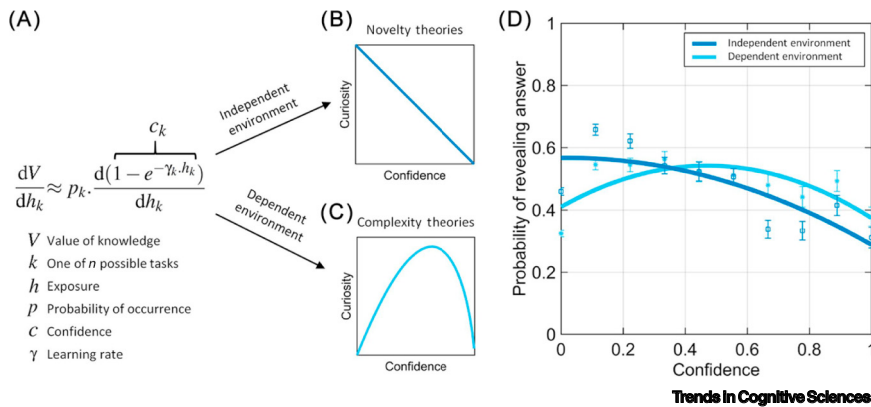 (A)
c_k
dV/dh_k ≈ p_k . d(1 − e^{−γ_k.h_k})/dh_k
V Value of knowledge
k One of n possible tasks
h Exposure
p Probability of occurrence
c Confidence
γ Learning rate
Independent
environment
Dependent
environment
(B)
Novelty theories
Curiosity
Confidence
(C)
Complexity theories
Curiosity
Confidence
(D)
Independent environment
Dependent environment
Probability of revealing answer
1
0.8
0.6
0.4
0.2
0
0
0.2
0.4
0.6
0.8
1
Confidence
Trends in Cognitive Sciences